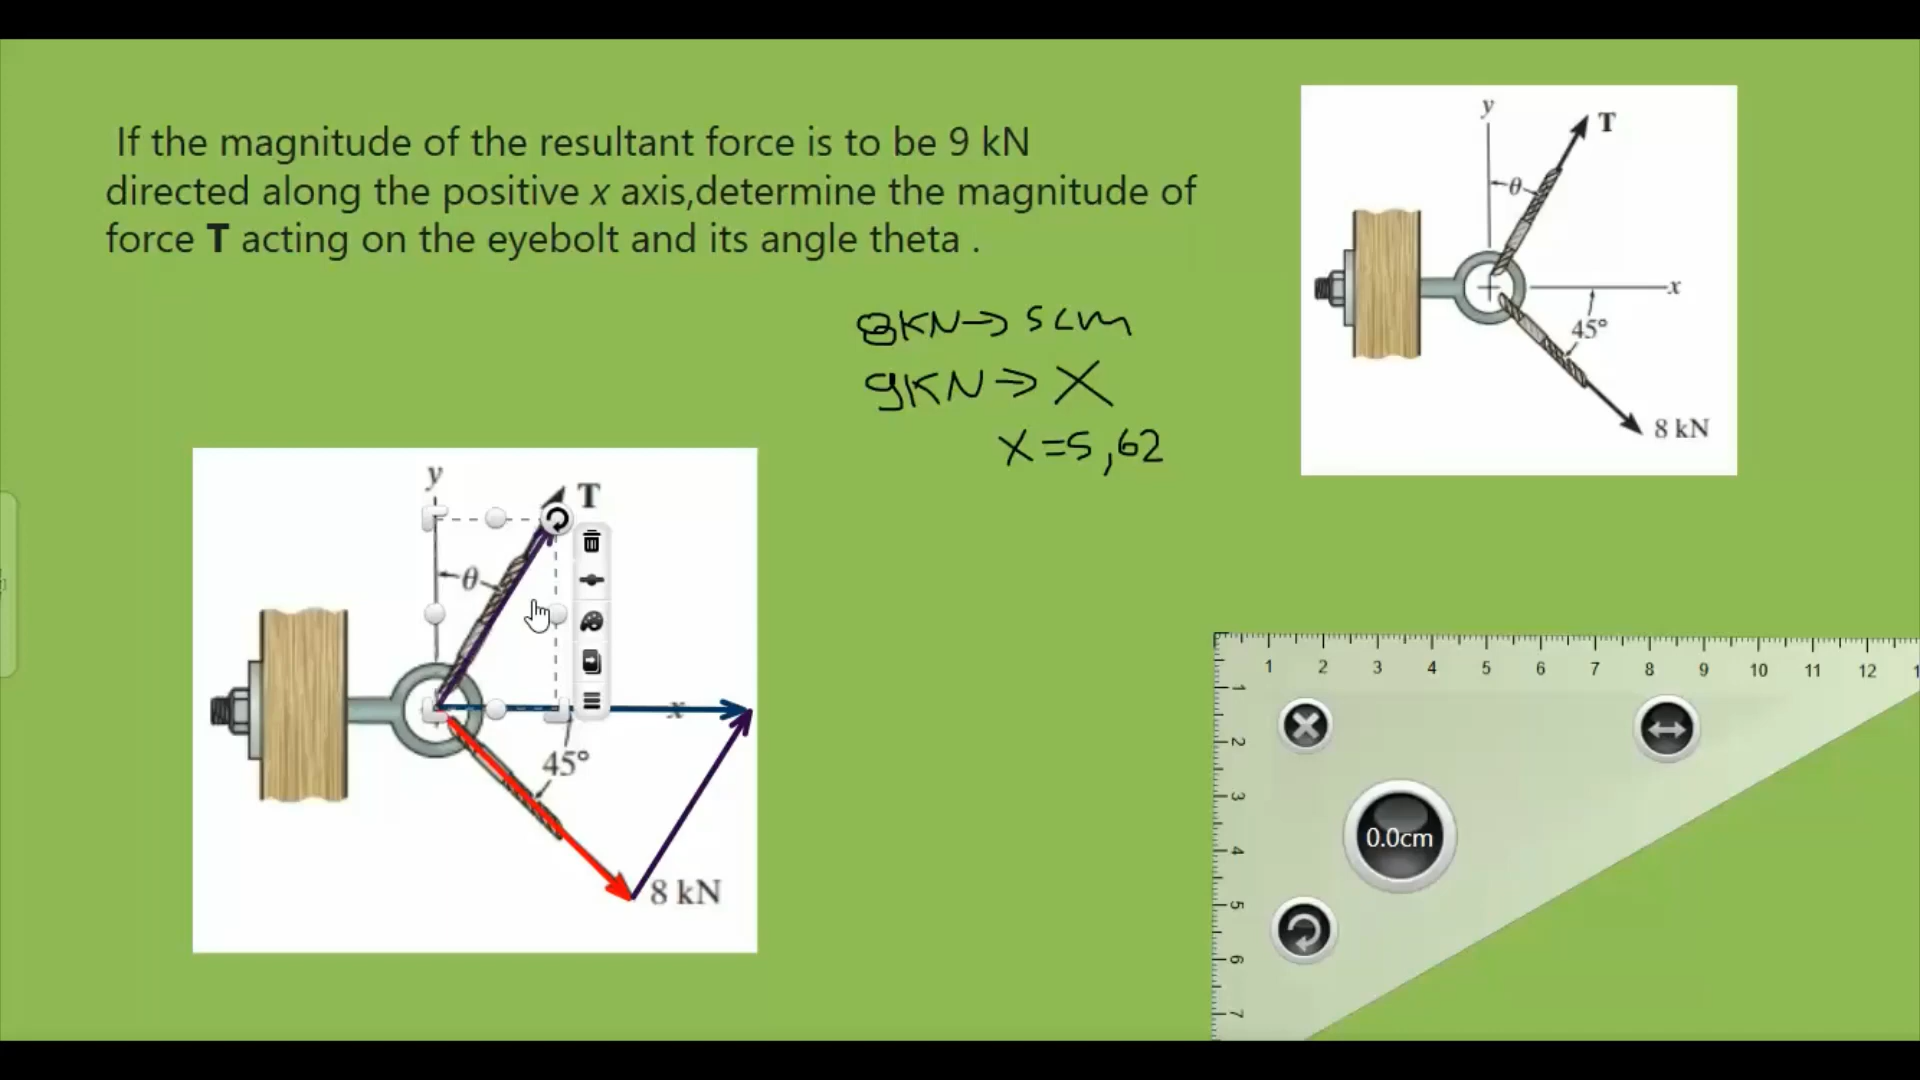 If the magnitude of the resultant force is to be 9 kN
directed along the positive x axis,determine the magnitude of
force T acting on the eyebolt and its angle theta .
8KN→5cm
9KN→X
X=5,62
y
T
θ
x
45°
8 kN
y
T
θ
x
45°
8 kN
1 2 3 4 5 6 7 8 9 10 11 12 1
1
2
3
4
5
6
7
0.0cm